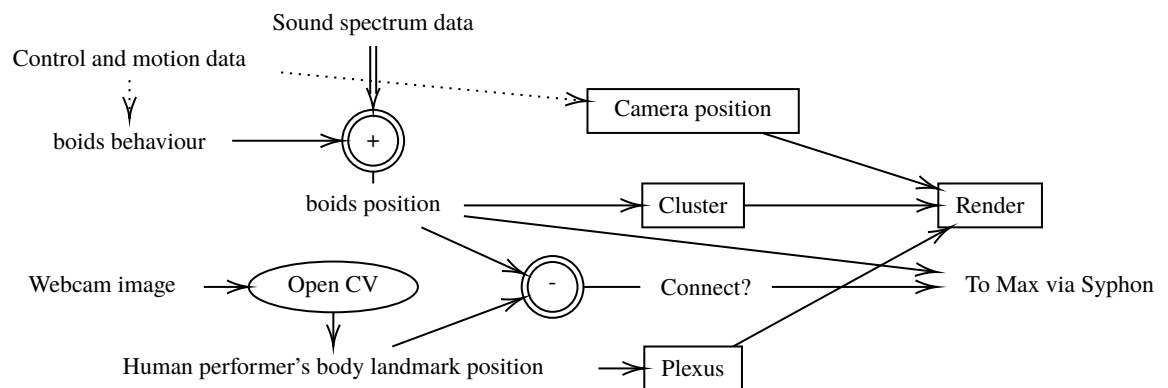 Sound spectrum data
Control and motion data
Camera position
boids behaviour
+
boids position
Cluster
Render
Webcam image
Open CV
-
Connect?
To Max via Syphon
Human performer's body landmark position
Plexus